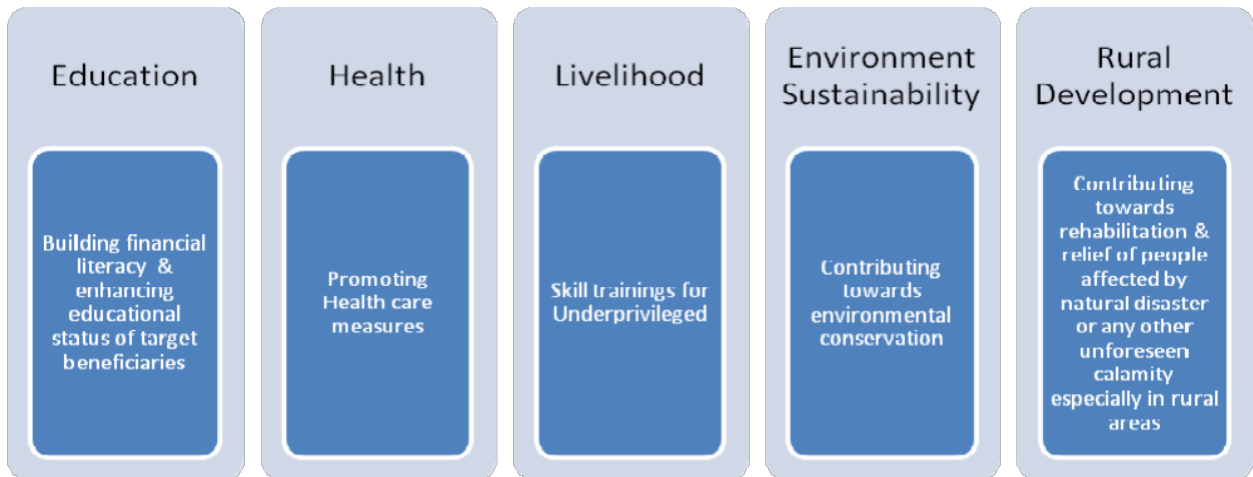 Education
Building financial
literacy &
enhancing
educational
status of target
beneficiaries
Health
Promoting
Health care
measures
Livelihood
Skill trainings for
Underprivileged
Environment
Sustainability
Contributing
towards
environmental
conservation
Rural
Development
Contributing
towards
rehabilitation &
relief of people
affected by
natural disaster
or any other
unforeseen
calamity
especially in rural
areas